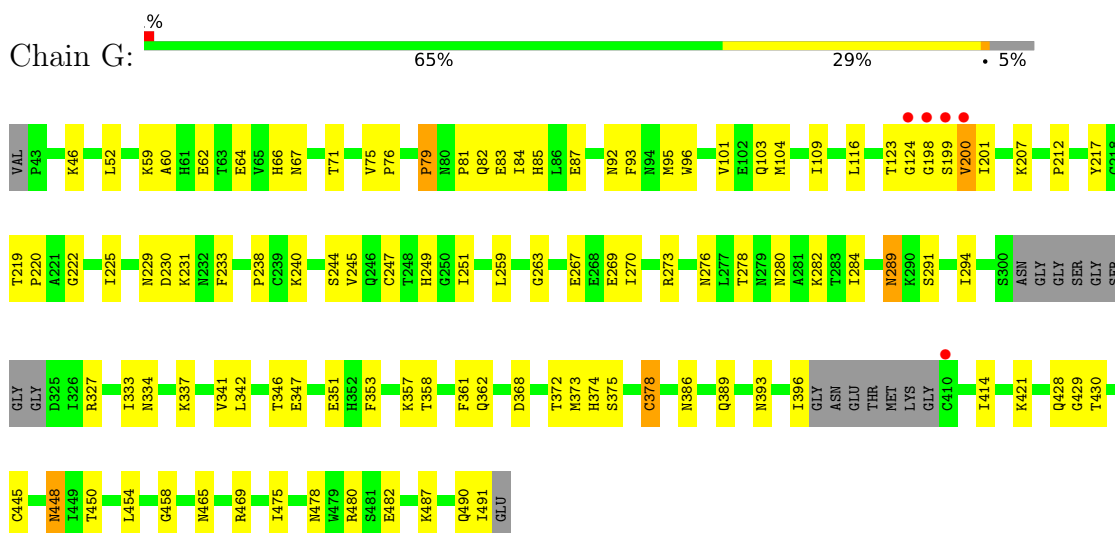 .%
Chain G:
65% 29% • 5%
VAL P43 K46 L52 K59 A60 H61 E62 T63 E64 V65 H66 N67 T71 V75 P76 P79 N80 P81 Q82 E83 I84 H85 L86 E87 N92 F93 N94 M95 W96 V101 E102 Q103 M104 I109 L116 T123 G124 G198 S199 V200 I201 K207 P212 Y217 G218
T219 P220 A221 G222 I225 N229 D230 K231 N232 F233 P238 C239 K240 S244 V245 Q246 C247 T248 H249 G250 I251 L259 G263 E267 E268 E269 I270 R273 N276 L277 T278 N279 N280 A281 K282 T283 I284 N289 K290 S291 I294 S300 ASN GLY GLY SER GLY SER
GLY GLY D325 I326 R327 I333 N334 K337 V341 L342 T346 E347 E351 H352 F353 K357 T358 F361 Q362 D368 T372 M373 H374 S375 C378 N386 Q389 N393 I396 GLY ASN GLU THR MET LYS GLY C410 I414 K421 Q428 G429 T430
C445 N448 I449 T450 L454 G458 N465 R469 I475 N478 W479 R480 S481 E482 K487 Q490 I491 GLU